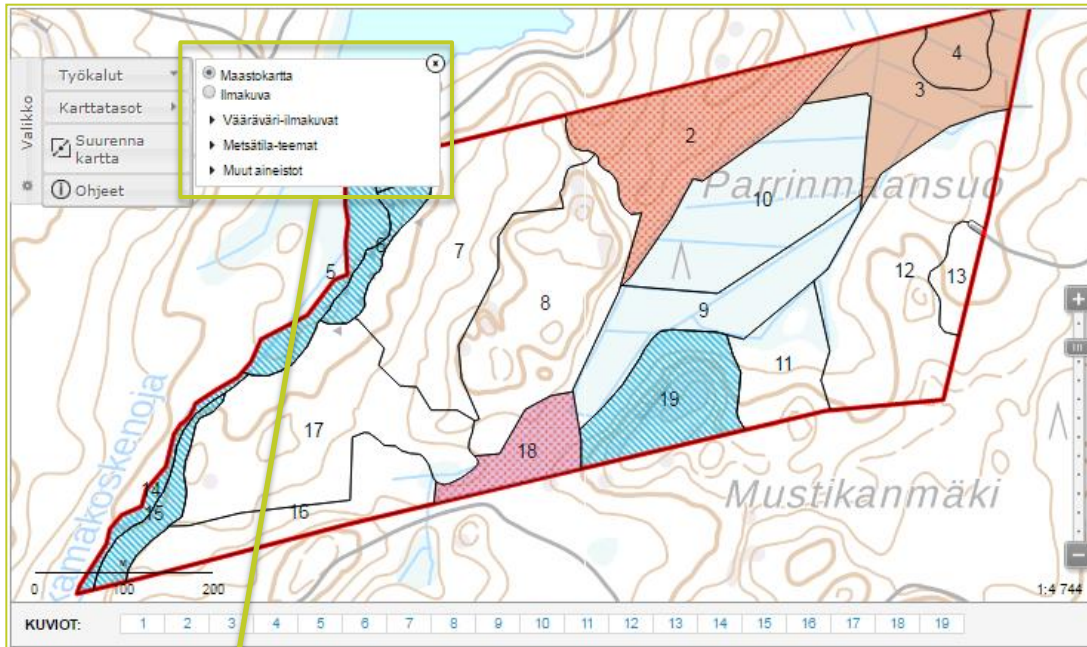 Valikko
Työkalut
Karttatasot
Suurenna
kartta
Ohjeet
Maastokartta
Ilmakuva
Vääräväri-ilmakuvat
Metsätila-teemat
Muut aineistot
4
3
2
Parrinmaansuo
10
6
7
5
12
13
8
9
11
19
17
18
Mustikanmäki
14
15
16
kamakoskenoja
0
100
200
1:4 744
KUVIOT: 1 2 3 4 5 6 7 8 9 10 11 12 13 14 15 16 17 18 19